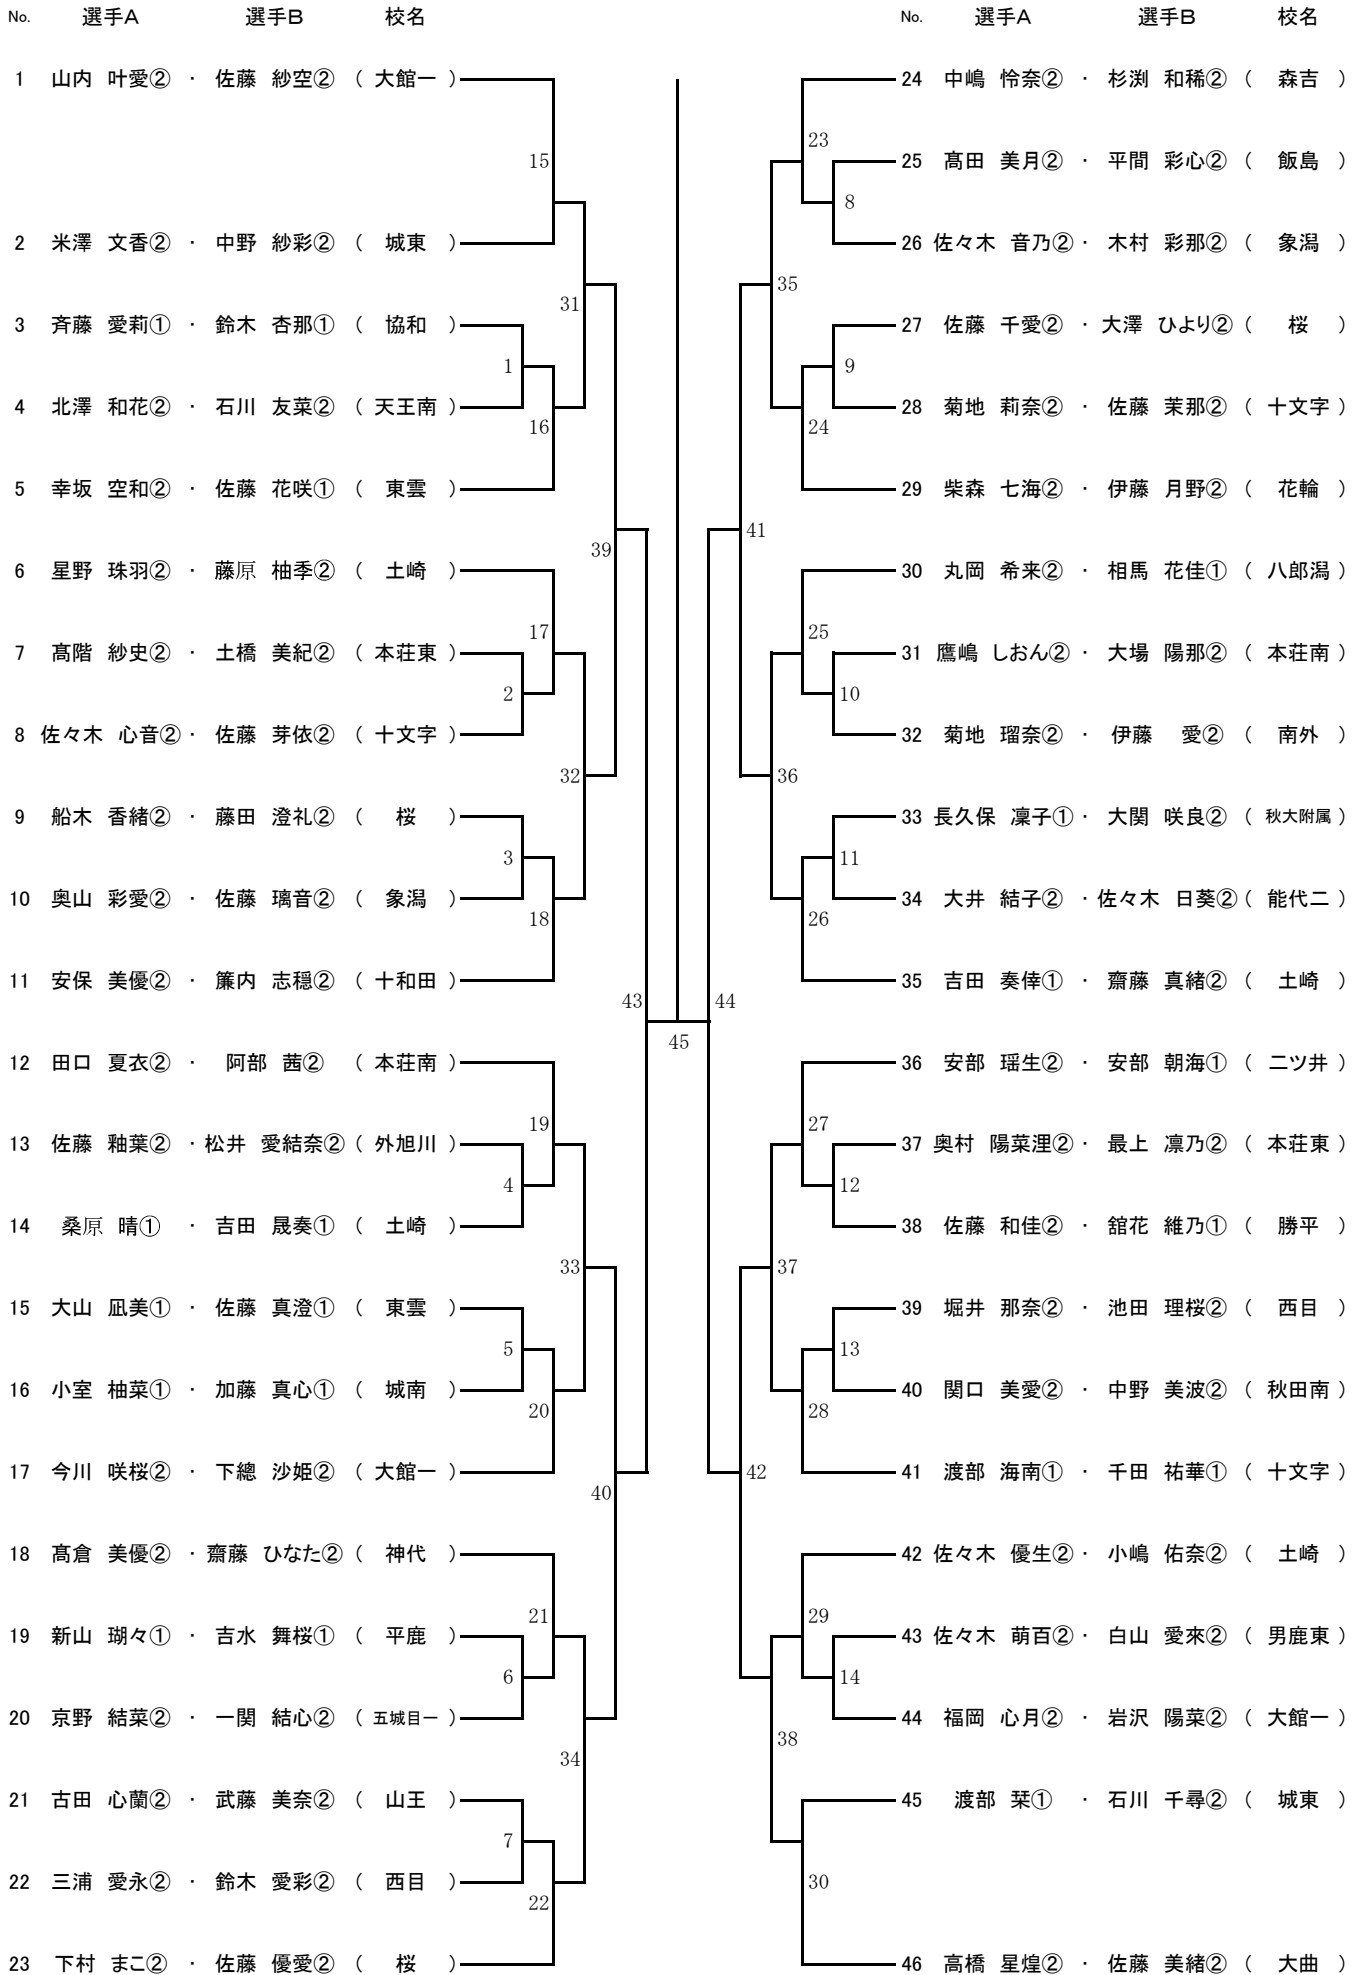 No. 選手A 選手B 校名
1 山内 叶愛② ・ 佐藤 紗空② ( 大館一 )
15
2 米澤 文香② ・ 中野 紗彩② ( 城東 )
31
3 斉藤 愛莉① ・ 鈴木 杏那① ( 協和 )
1
4 北澤 和花② ・ 石川 友菜② ( 天王南 )
16
5 幸坂 空和② ・ 佐藤 花咲① ( 東雲 )
39
6 星野 珠羽② ・ 藤原 柚季② ( 土崎 )
17
7 髙階 紗史② ・ 土橋 美紀② ( 本荘東 )
2
8 佐々木 心音② ・ 佐藤 芽依② ( 十文字 )
32
9 船木 香緒② ・ 藤田 澄礼② ( 桜 )
3
10 奥山 彩愛② ・ 佐藤 璃音② ( 象潟 )
18
11 安保 美優② ・ 簾内 志穏② ( 十和田 )
43
12 田口 夏衣② ・ 阿部 茜② ( 本荘南 )
19
13 佐藤 釉葉② ・ 松井 愛結奈② ( 外旭川 )
4
14 桑原 晴① ・ 吉田 晟奏① ( 土崎 )
33
15 大山 凪美① ・ 佐藤 真澄① ( 東雲 )
5
16 小室 柚菜① ・ 加藤 真心① ( 城南 )
20
17 今川 咲桜② ・ 下總 沙姫② ( 大館一 )
40
18 髙倉 美優② ・ 齋藤 ひなた② ( 神代 )
21
19 新山 瑚々① ・ 吉水 舞桜① ( 平鹿 )
6
20 京野 結菜② ・ 一関 結心② ( 五城目一 )
34
21 古田 心蘭② ・ 武藤 美奈② ( 山王 )
7
22 三浦 愛永② ・ 鈴木 愛彩② ( 西目 )
22
23 下村 まこ② ・ 佐藤 優愛② ( 桜 )
45
No. 選手A 選手B 校名
24 中嶋 怜奈② ・ 杉渕 和稀② ( 森吉 )
23
25 髙田 美月② ・ 平間 彩心② ( 飯島 )
8
26 佐々木 音乃② ・ 木村 彩那② ( 象潟 )
35
27 佐藤 千愛② ・ 大澤 ひより② ( 桜 )
9
28 菊地 莉奈② ・ 佐藤 茉那② ( 十文字 )
24
29 柴森 七海② ・ 伊藤 月野② ( 花輪 )
41
30 丸岡 希来② ・ 相馬 花佳① ( 八郎潟 )
25
31 鷹嶋 しおん② ・ 大場 陽那② ( 本荘南 )
10
32 菊地 瑠奈② ・ 伊藤 愛② ( 南外 )
36
33 長久保 凜子① ・ 大関 咲良② ( 秋大附属 )
11
34 大井 結子② ・ 佐々木 日葵② ( 能代二 )
26
35 吉田 奏倖① ・ 齋藤 真緒② ( 土崎 )
44
36 安部 瑶生② ・ 安部 朝海① ( 二ツ井 )
27
37 奥村 陽菜浬② ・ 最上 凛乃② ( 本荘東 )
12
38 佐藤 和佳② ・ 舘花 維乃① ( 勝平 )
37
39 堀井 那奈② ・ 池田 理桜② ( 西目 )
13
40 関口 美愛② ・ 中野 美波② ( 秋田南 )
28
41 渡部 海南① ・ 千田 祐華① ( 十文字 )
42
42 佐々木 優生② ・ 小嶋 佑奈② ( 土崎 )
29
43 佐々木 萌百② ・ 白山 愛來② ( 男鹿東 )
14
44 福岡 心月② ・ 岩沢 陽菜② ( 大館一 )
38
45 渡部 栞① ・ 石川 千尋② ( 城東 )
30
46 高橋 星煌② ・ 佐藤 美緒② ( 大曲 )